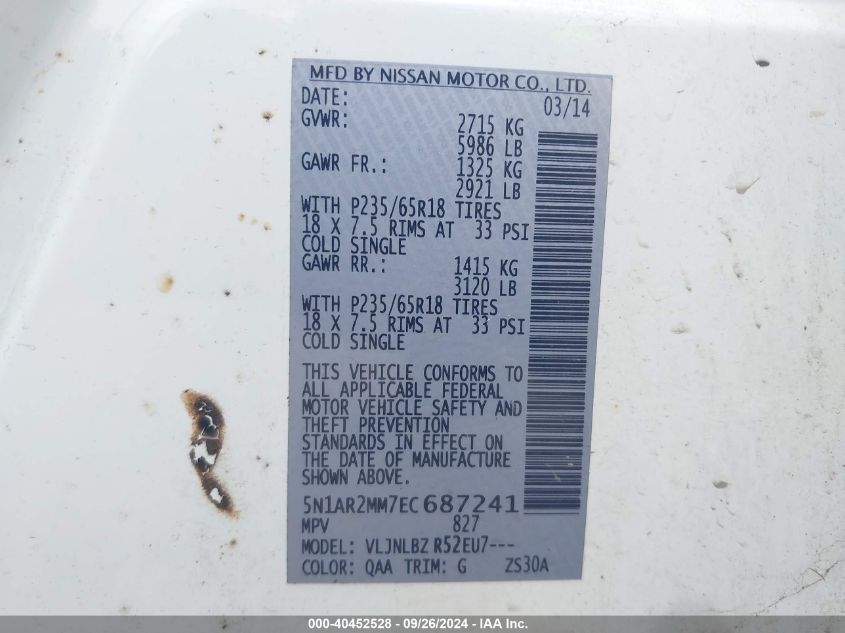 MFD BY NISSAN MOTOR CO., LTD.
DATE: 03/14
GVWR: 2715 KG
5986 LB
GAWR FR.: 1325 KG
2921 LB
WITH P235/65R18 TIRES
18 X 7.5 RIMS AT 33 PSI
COLD SINGLE
GAWR RR.: 1415 KG
3120 LB
WITH P235/65R18 TIRES
18 X 7.5 RIMS AT 33 PSI
COLD SINGLE
THIS VEHICLE CONFORMS TO
ALL APPLICABLE FEDERAL
MOTOR VEHICLE SAFETY AND
THEFT PREVENTION
STANDARDS IN EFFECT ON
THE DATE OF MANUFACTURE
SHOWN ABOVE.
5N1AR2MM7EC687241
MPV 827
MODEL: VLJNLBZ R52EU7---
COLOR: QAA TRIM: G ZS30A
000-40452528 - 09/26/2024 - IAA Inc.